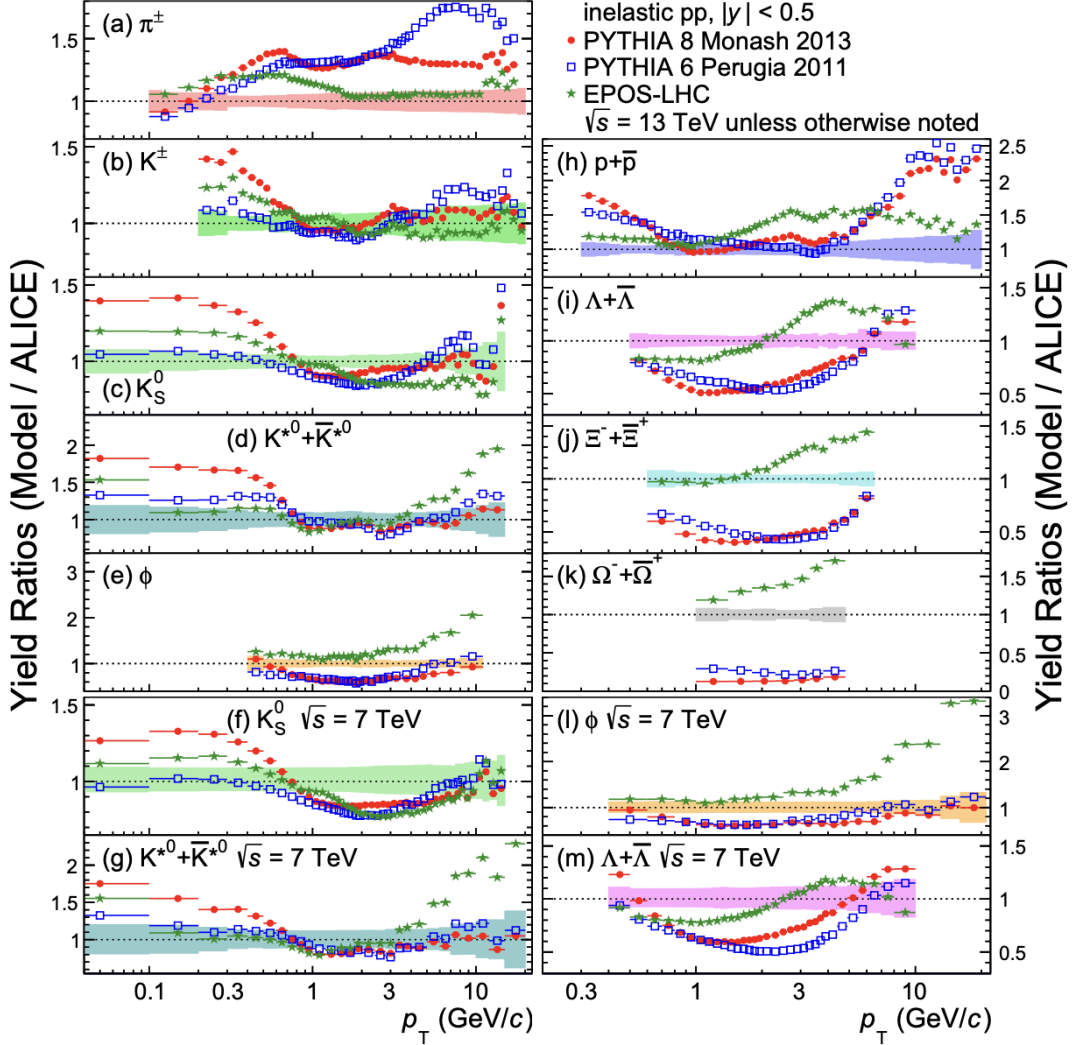 Yield Ratios (Model / ALICE)
inelastic pp, |y| < 0.5
PYTHIA 8 Monash 2013
PYTHIA 6 Perugia 2011
EPOS-LHC
√s = 13 TeV unless otherwise noted
(a) π±
1.5
1
(b) K±
1.5
1
(c) K⁰S
1.5
1
(d) K*⁰+K̅*⁰
2
1.5
1
(e) ϕ
3
2
1
(f) K⁰S √s = 7 TeV
1.5
1
(g) K*⁰+K̅*⁰ √s = 7 TeV
2
1.5
1
0.1 0.3 1 3 10
pT (GeV/c)
(h) p+p̅
2.5
2
1.5
1
(i) Λ+Λ̅
1.5
1
0.5
(j) Ξ⁻+Ξ̅⁺
1.5
1
0.5
(k) Ω⁻+Ω̅⁺
1.5
1
0.5
0
(l) ϕ √s = 7 TeV
3
2
1
(m) Λ+Λ̅ √s = 7 TeV
1.5
1
0.5
0.3 1 3 10
pT (GeV/c)
Yield Ratios (Model / ALICE)